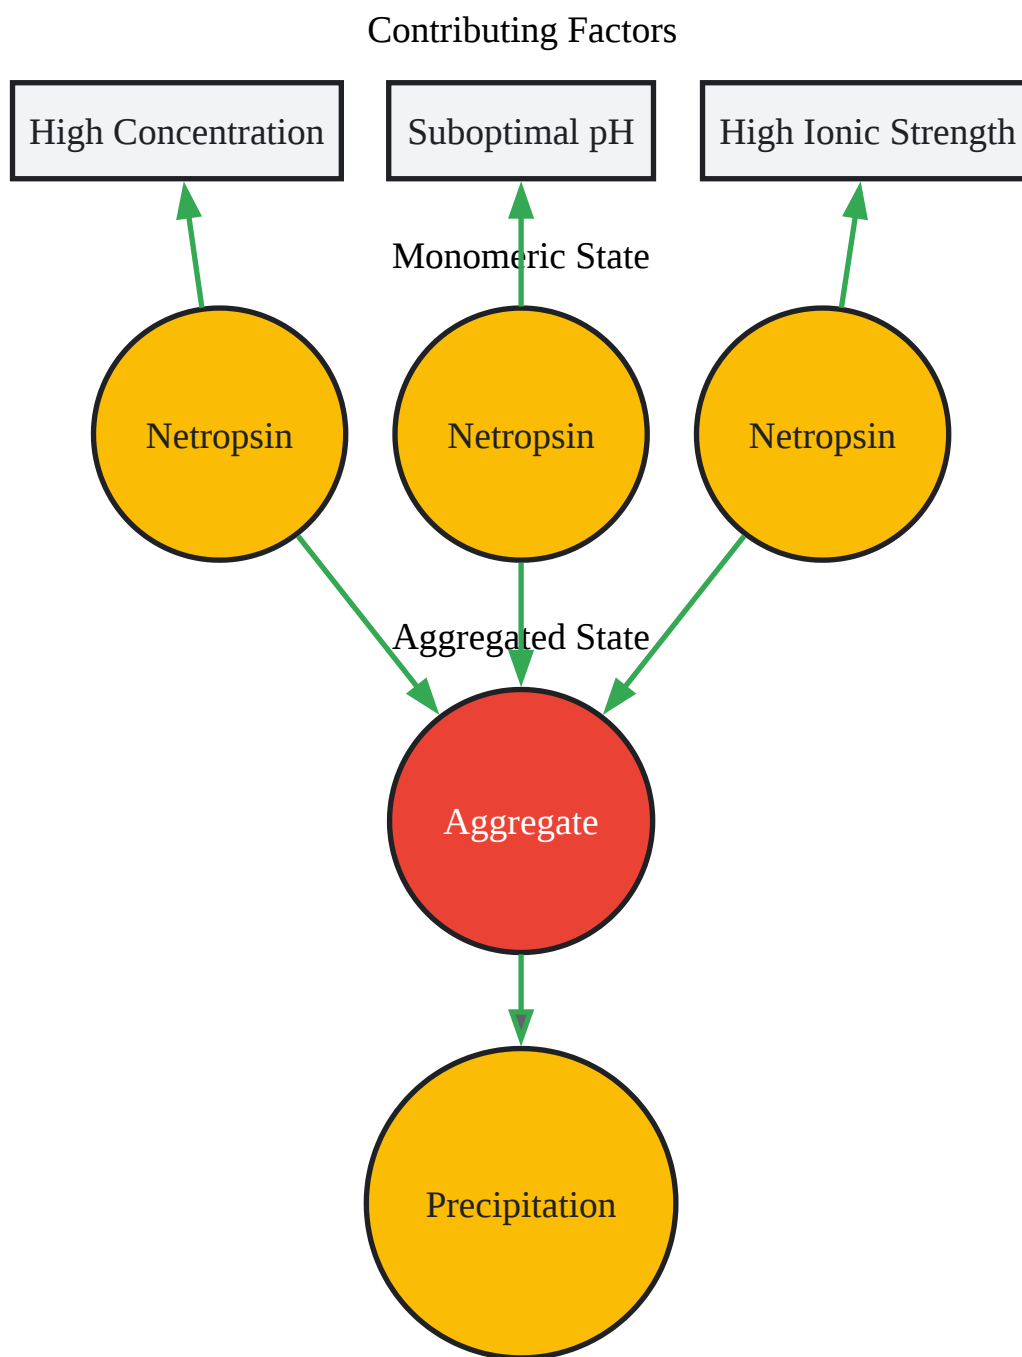 Contributing Factors
High Concentration
Suboptimal pH
High Ionic Strength
Monomeric State
Netropsin
Netropsin
Netropsin
Aggregated State
Aggregate
Precipitation